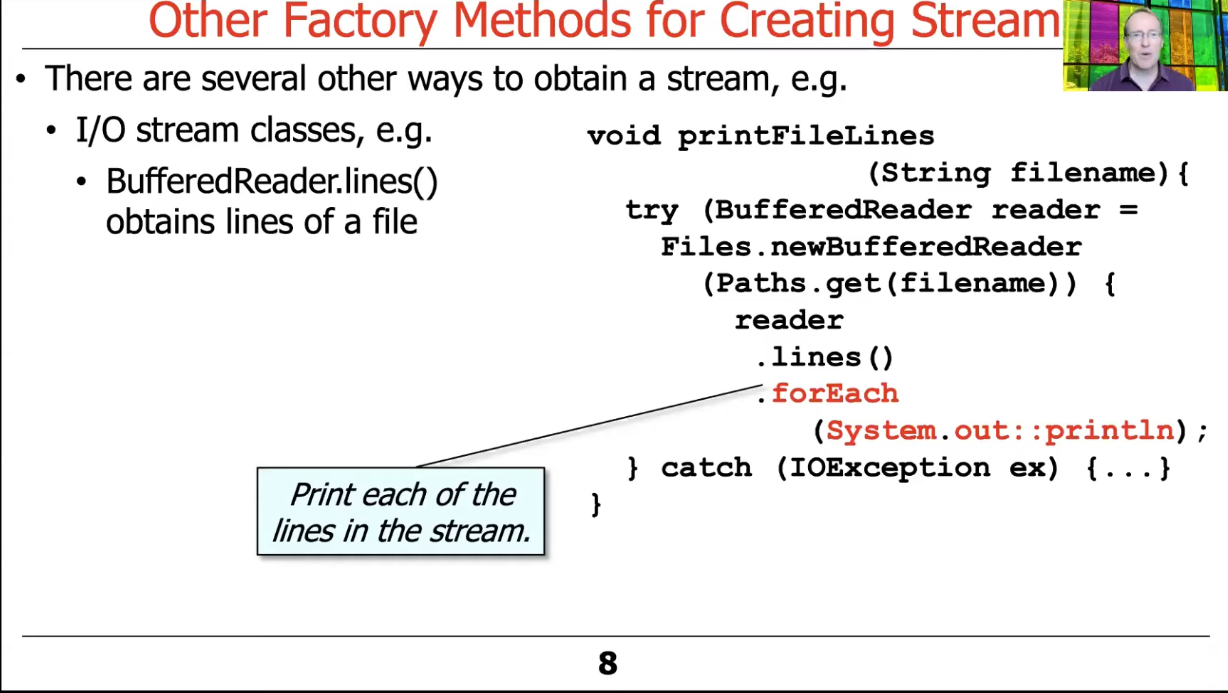 Other Factory Methods for Creating Stream
• There are several other ways to obtain a stream, e.g.
• I/O stream classes, e.g.
• BufferedReader.lines()
obtains lines of a file
void printFileLines
(String filename){
try (BufferedReader reader =
Files.newBufferedReader
(Paths.get(filename)) {
reader
.lines()
.forEach
(System.out::println);
} catch (IOException ex) {...}
}
Print each of the
lines in the stream.
8